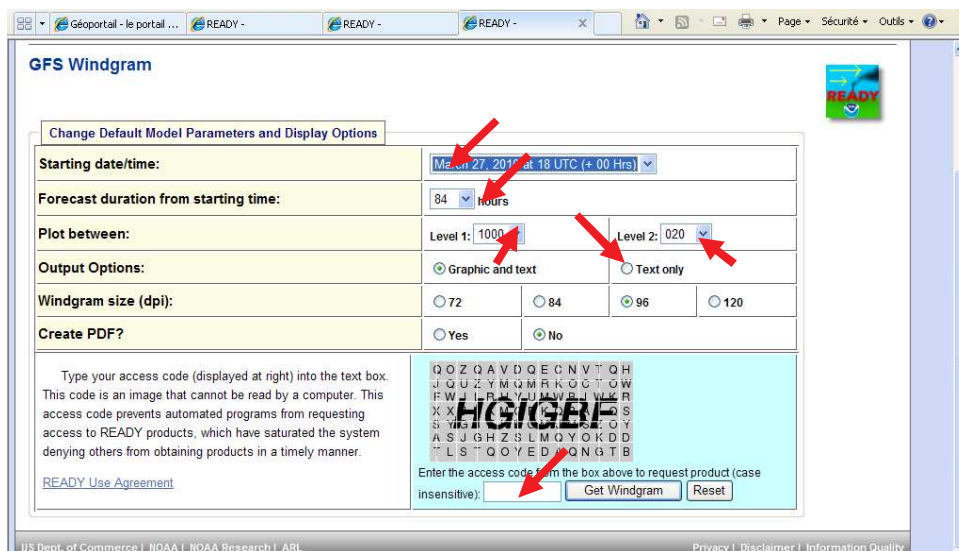 Géoportail - le portail ... READY - READY - READY - Page Sécurité Outils
GFS Windgram
READY
Change Default Model Parameters and Display Options
Starting date/time: March 27, 2010 at 18 UTC (+ 00 Hrs)
Forecast duration from starting time: 84 hours
Plot between: Level 1: 1000 Level 2: 020
Output Options: Graphic and text Text only
Windgram size (dpi): 72 84 96 120
Create PDF? Yes No
Type your access code (displayed at right) into the text box.
This code is an image that cannot be read by a computer. This
access code prevents automated programs from requesting
access to READY products, which have saturated the system
denying others from obtaining products in a timely manner.
READY Use Agreement
Enter the access code from the box above to request product (case
insensitive): Get Windgram Reset
US Dept. of Commerce | NOAA | NOAA Research | ARL Privacy | Disclaimer | Information Quality